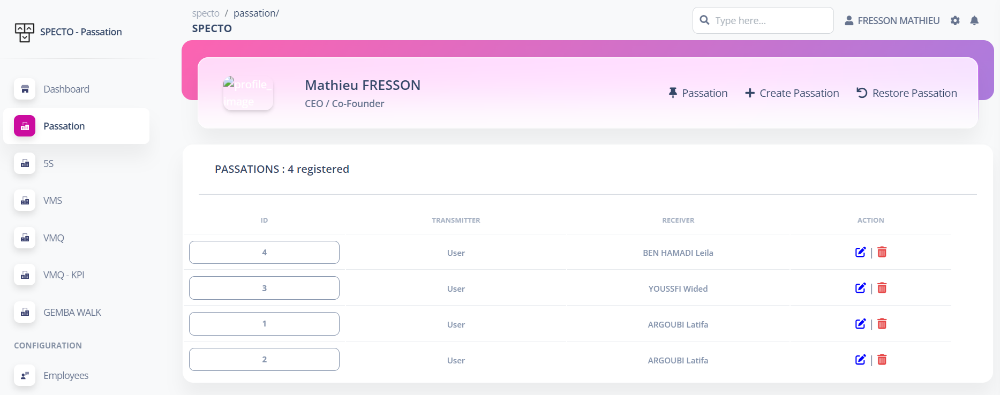 SPECTO - Passation
specto / passation/
SPECTO
Type here...
FRESSON MATHIEU
Dashboard
Passation
5S
VMS
VMQ
VMQ - KPI
GEMBA WALK
CONFIGURATION
Employees
profile_
image
Mathieu FRESSON
CEO / Co-Founder
Passation
Create Passation
Restore Passation
PASSATIONS : 4 registered
ID TRANSMITTER RECEIVER ACTION
4 User BEN HAMADI Leila |
3 User YOUSSFI Wided |
1 User ARGOUBI Latifa |
2 User ARGOUBI Latifa |